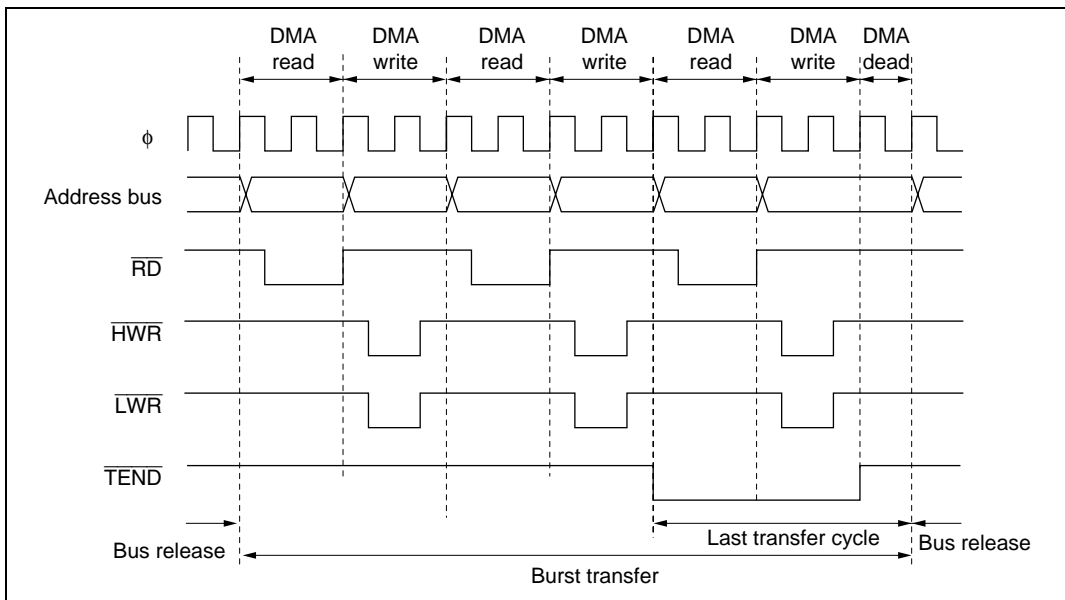 DMA read
DMA write
DMA read
DMA write
DMA read
DMA write
DMA dead
ϕ
Address bus
RD
HWR
LWR
TEND
Bus release
Last transfer cycle
Bus release
Burst transfer